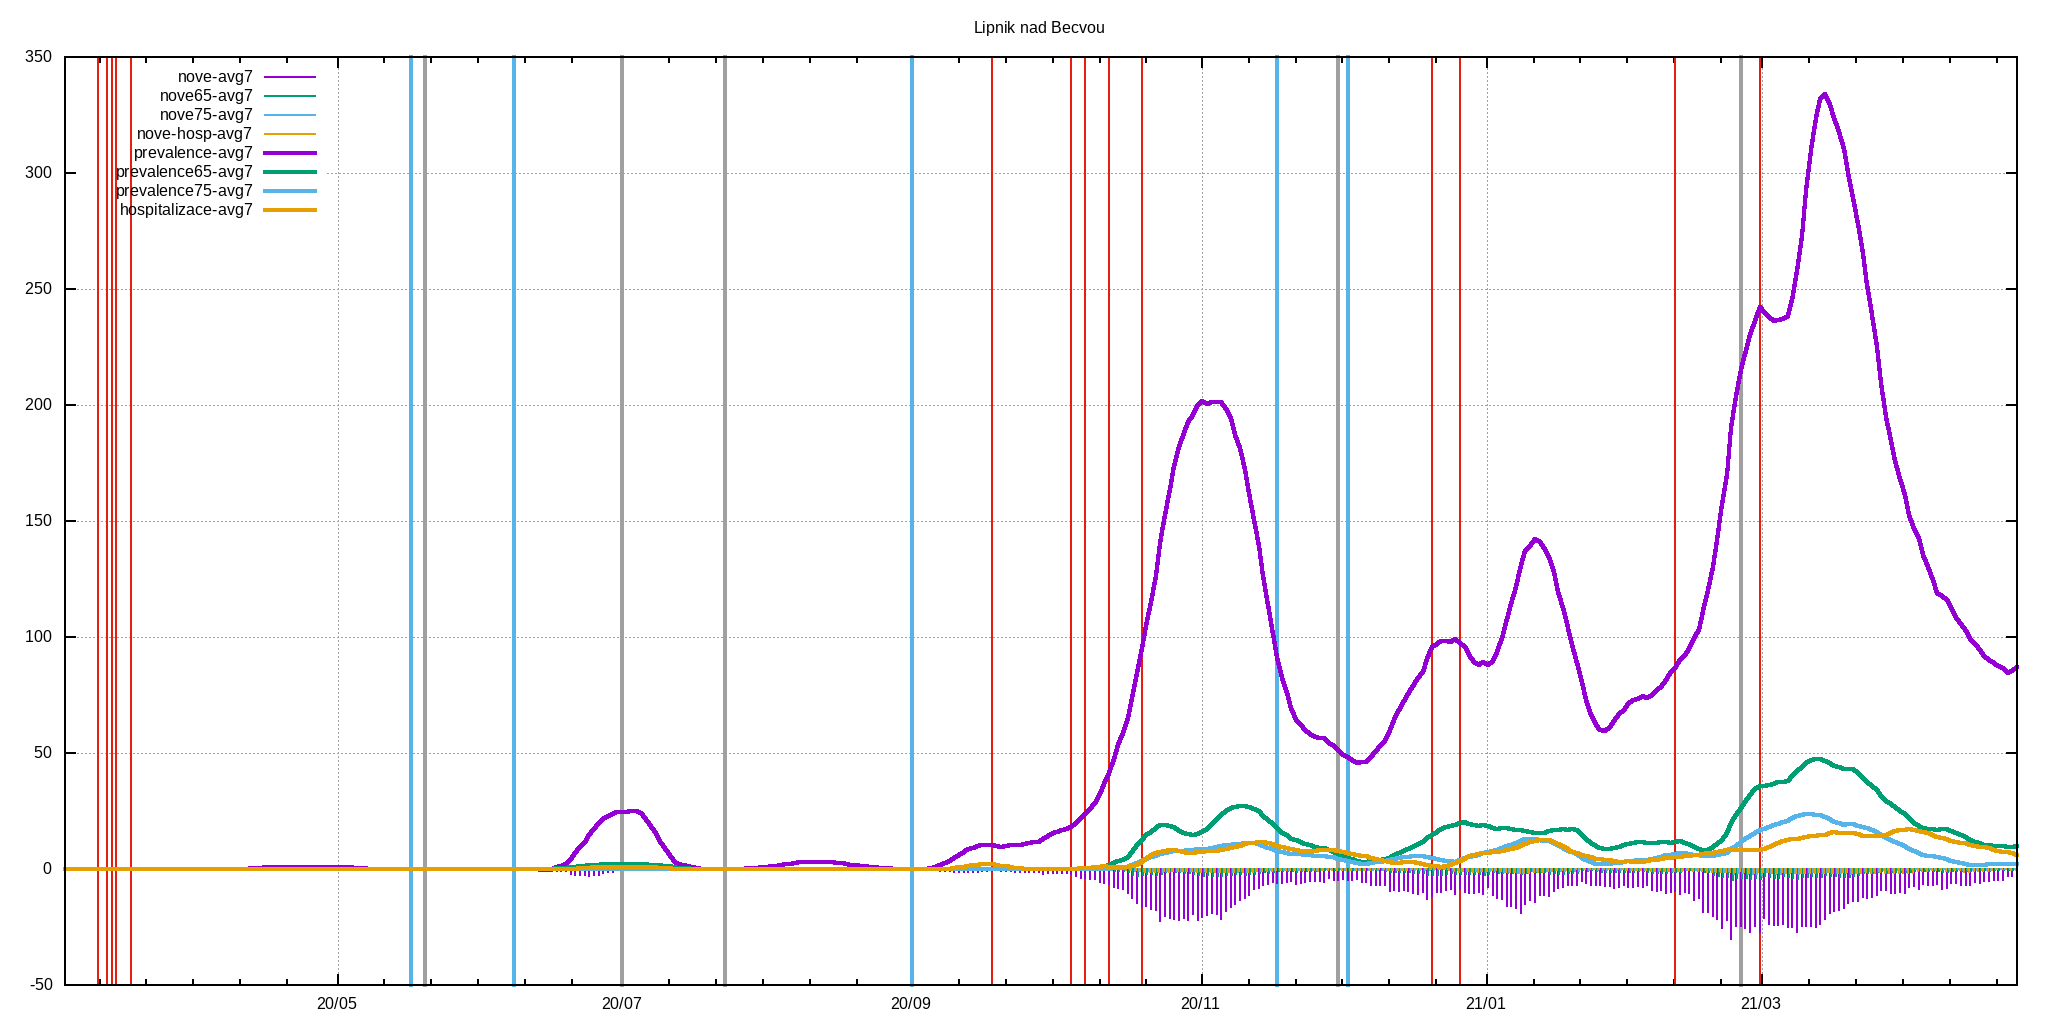 Lipnik nad Becvou
350
300
250
200
150
100
50
0
-50
nove-avg7
nove65-avg7
nove75-avg7
nove-hosp-avg7
prevalence-avg7
prevalence65-avg7
prevalence75-avg7
hospitalizace-avg7
20/05 20/07 20/09 20/11 21/01 21/03